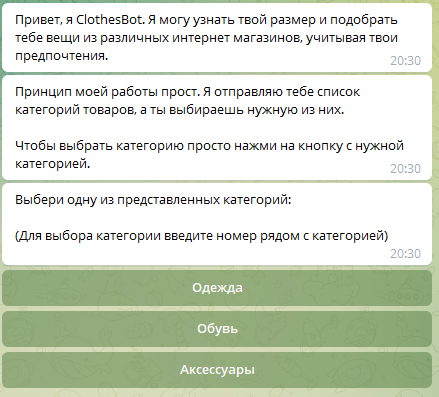 Привет, я ClothesBot. Я могу узнать твой размер и подобрать
тебе вещи из различных интернет магазинов, учитывая твои
предпочтения.
20:30
Принцип моей работы прост. Я отправляю тебе список
категорий товаров, а ты выбираешь нужную из них.
Чтобы выбрать категорию просто нажми на кнопку с нужной
категорией.
20:30
Выбери одну из представленных категорий:
(Для выбора категории введите номер рядом с категорией)
20:30
Одежда
Обувь
Аксессуары